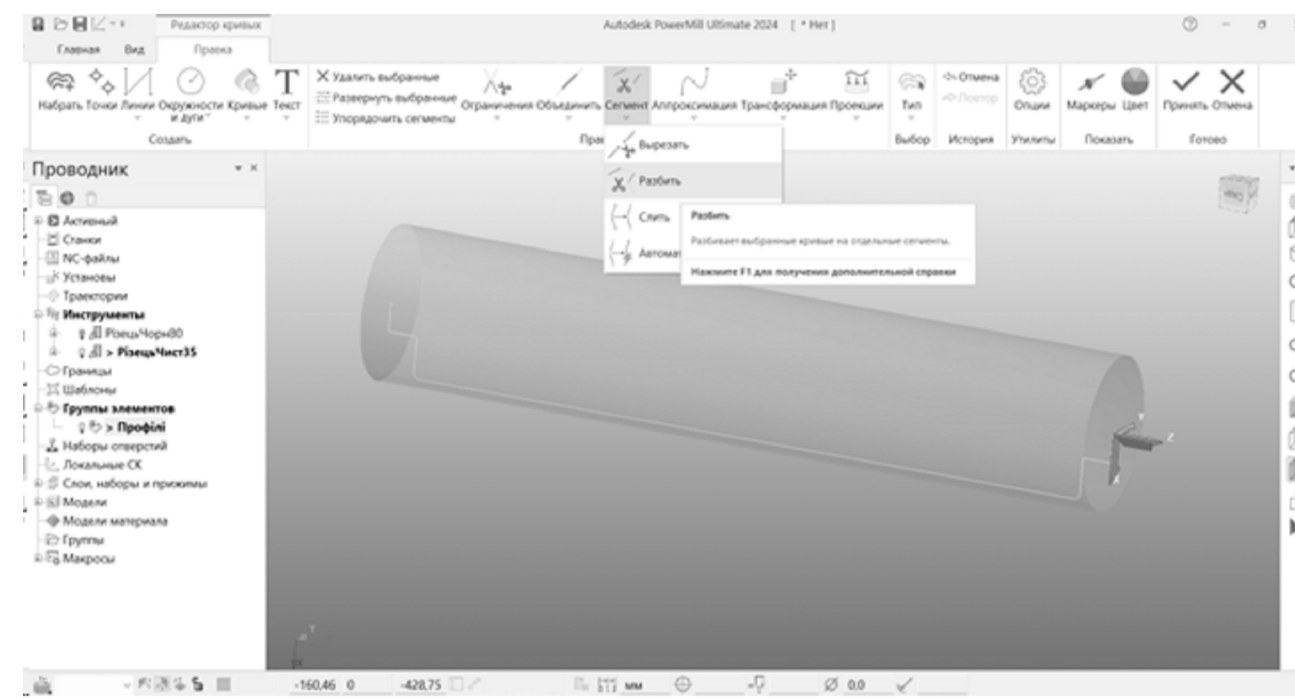 Редактор кривых
Autodesk PowerMill Ultimate 2024 [ * Нет ]
Главная Вид Правка
Набрать Точки Линии Окружности и дуги Кривые Текст
Создать
Удалить выбранные
Развернуть выбранные
Упорядочить сегменты
Ограничения Объединить Сегмент Аппроксимация Трансформация Проекции
Тип
Выбор
Отмена
Повтор
История
Опции
Утилиты
Маркеры Цвет
Показать
Принять Отмена
Готово
Вырезать
Разбить
Слить
Автомат
Разбить
Разбивает выбранные кривые на отдельные сегменты.
Нажмите F1 для получения дополнительной справки
Проводник
Активный
Станки
NC-файлы
Установы
Траектории
Инструменты
РізецьЧорн80
> РізецьЧист35
Границы
Шаблоны
Группы элементов
> Профілі
Наборы отверстий
Локальные СК
Слои, наборы и прижимы
Модели
Модели материала
Группы
Макросы
Y
Z
X
Y
X
-160,46 0 -428,75 мм 0,0